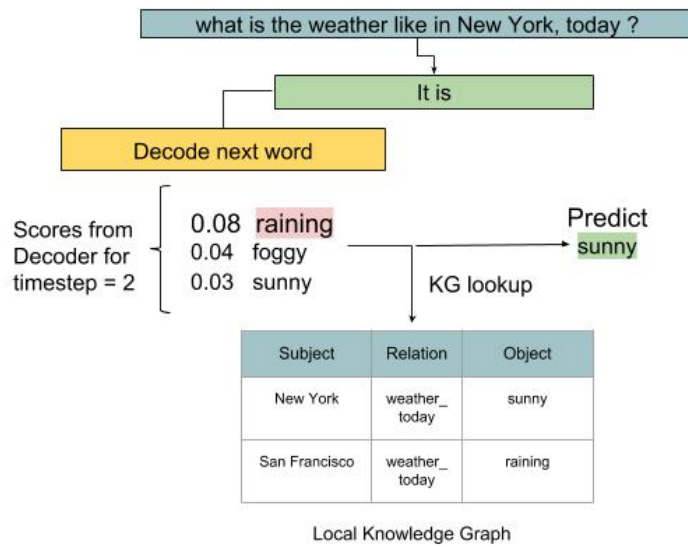 what is the weather like in New York, today ?
It is
Decode next word
Scores from
Decoder for
timestep = 2
0.08 raining
0.04 foggy
0.03 sunny
Predict
sunny
KG lookup
Subject Relation Object
New York weather_ sunny
today
San Francisco weather_ raining
today
Local Knowledge Graph